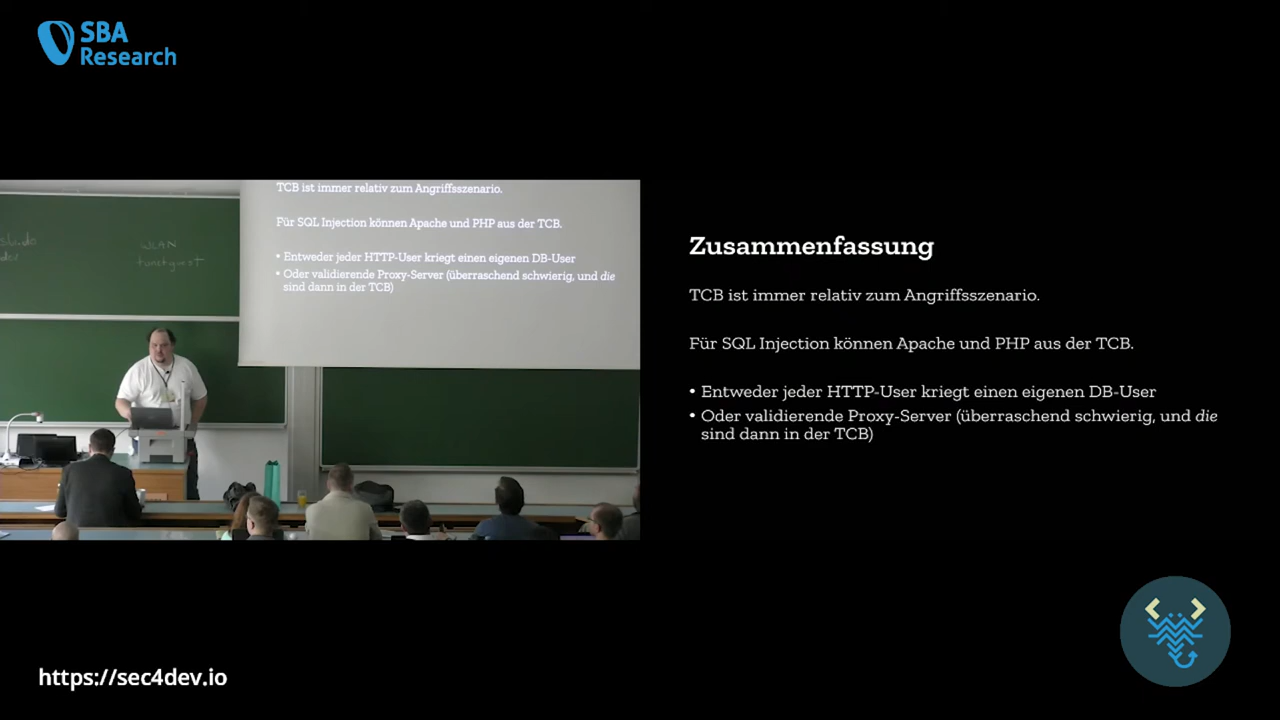 SBA
Research
TCB ist immer relativ zum Angriffsszenario.
Für SQL Injection können Apache und PHP aus der TCB.
• Entweder jeder HTTP-User kriegt einen eigenen DB-User
• Oder validierende Proxy-Server (überraschend schwierig, und die
sind dann in der TCB)
WLAN
Zusammenfassung
TCB ist immer relativ zum Angriffsszenario.
Für SQL Injection können Apache und PHP aus der TCB.
• Entweder jeder HTTP-User kriegt einen eigenen DB-User
• Oder validierende Proxy-Server (überraschend schwierig, und die
sind dann in der TCB)
https://sec4dev.io